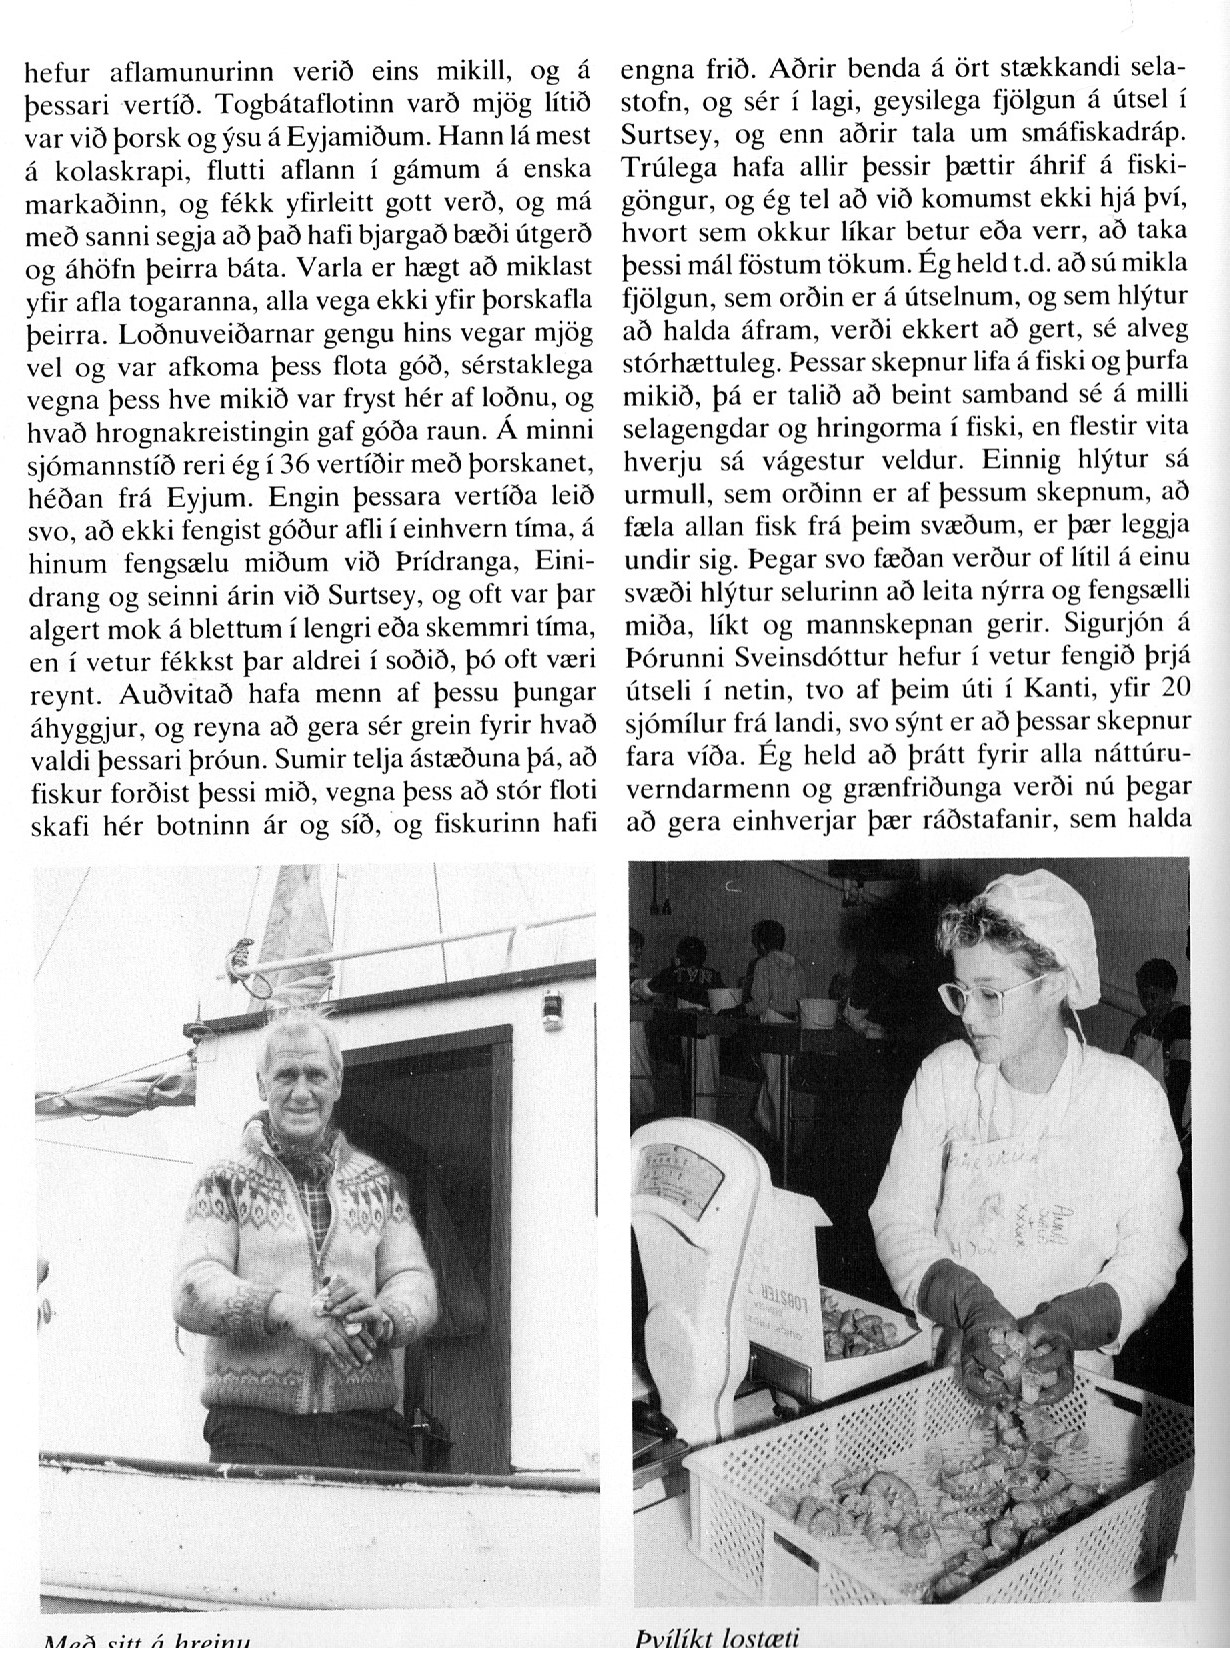 hefur aflamunurinn verið eins mikill, og á
þessari vertíð. Togbátaflotinn varð mjög lítið
var við þorsk og ýsu á Eyjamiðum. Hann lá mest
á kolaskrapi, flutti aflann í gámum á enska
markaðinn, og fékk yfirleitt gott verð, og má
með sanni segja að það hafi bjargað bæði útgerð
og áhöfn þeirra báta. Varla er hægt að miklast
yfir afla togaranna, alla vega ekki yfir þorskafla
þeirra. Loðnuveiðarnar gengu hins vegar mjög
vel og var afkoma þess flota góð, sérstaklega
vegna þess hve mikið var fryst hér af loðnu, og
hvað hrognakreistingin gaf góða raun. Á minni
sjómannstíð reri ég í 36 vertíðir með þorskanet,
héðan frá Eyjum. Engin þessara vertíða leið
svo, að ekki fengist góður afli í einhvern tíma, á
hinum fengsælu miðum við Þrídranga, Eini-
drang og seinni árin við Surtsey, og oft var þar
algert mok á blettum í lengri eða skemmri tíma,
en í vetur fékkst þar aldrei í soðið, þó oft væri
reynt. Auðvitað hafa menn af þessu þungar
áhyggjur, og reyna að gera sér grein fyrir hvað
valdi þessari þróun. Sumir telja ástæðuna þá, að
fiskur forðist þessi mið, vegna þess að stór floti
skafi hér botninn ár og síð, og fiskurinn hafi
engna frið. Aðrir benda á ört stækkandi sela-
stofn, og sér í lagi, geysilega fjölgun á útsel í
Surtsey, og enn aðrir tala um smáfiskadráp.
Trúlega hafa allir þessir þættir áhrif á fiski-
göngur, og ég tel að við komumst ekki hjá því,
hvort sem okkur líkar betur eða verr, að taka
þessi mál föstum tökum. Ég held t.d. að sú mikla
fjölgun, sem orðin er á útselnum, og sem hlýtur
að halda áfram, verði ekkert að gert, sé alveg
stórhættuleg. Þessar skepnur lifa á fiski og þurfa
mikið, þá er talið að beint samband sé á milli
selagengdar og hringorma í fiski, en flestir vita
hverju sá vágestur veldur. Einnig hlýtur sá
urmull, sem orðinn er af þessum skepnum, að
fæla allan fisk frá þeim svæðum, er þær leggja
undir sig. Þegar svo fæðan verður of lítil á einu
svæði hlýtur selurinn að leita nýrra og fengsælli
miða, líkt og mannskepnan gerir. Sigurjón á
Þórunni Sveinsdóttur hefur í vetur fengið þrjá
útseli í netin, tvo af þeim úti í Kanti, yfir 20
sjómílur frá landi, svo sýnt er að þessar skepnur
fara víða. Ég held að þrátt fyrir alla náttúru-
verndarmenn og grænfriðunga verði nú þegar
að gera einhverjar þær ráðstafanir, sem halda
TÝR
LOBSTER
XXXXX
Með sitt á hreinu
Þvílíkt lostæti